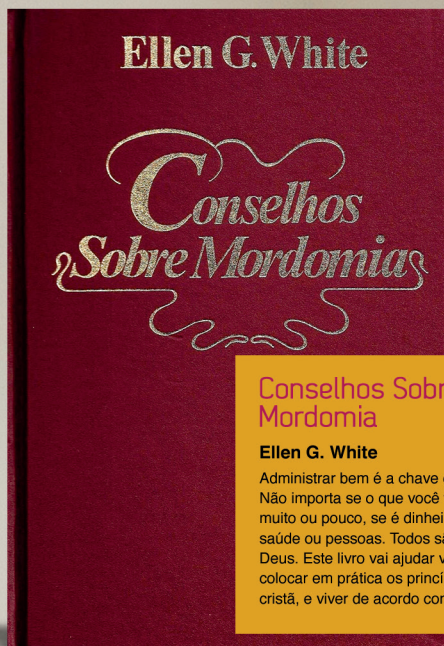 Ellen G. White
Conselhos
Sobre Mordomia
Conselhos Sobr
Mordomia
Ellen G. White
Administrar bem é a chave
Não importa se o que você
muito ou pouco, se é dinhei
saúde ou pessoas. Todos sã
Deus. Este livro vai ajudar v
colocar em prática os princí
cristã, e viver de acordo con